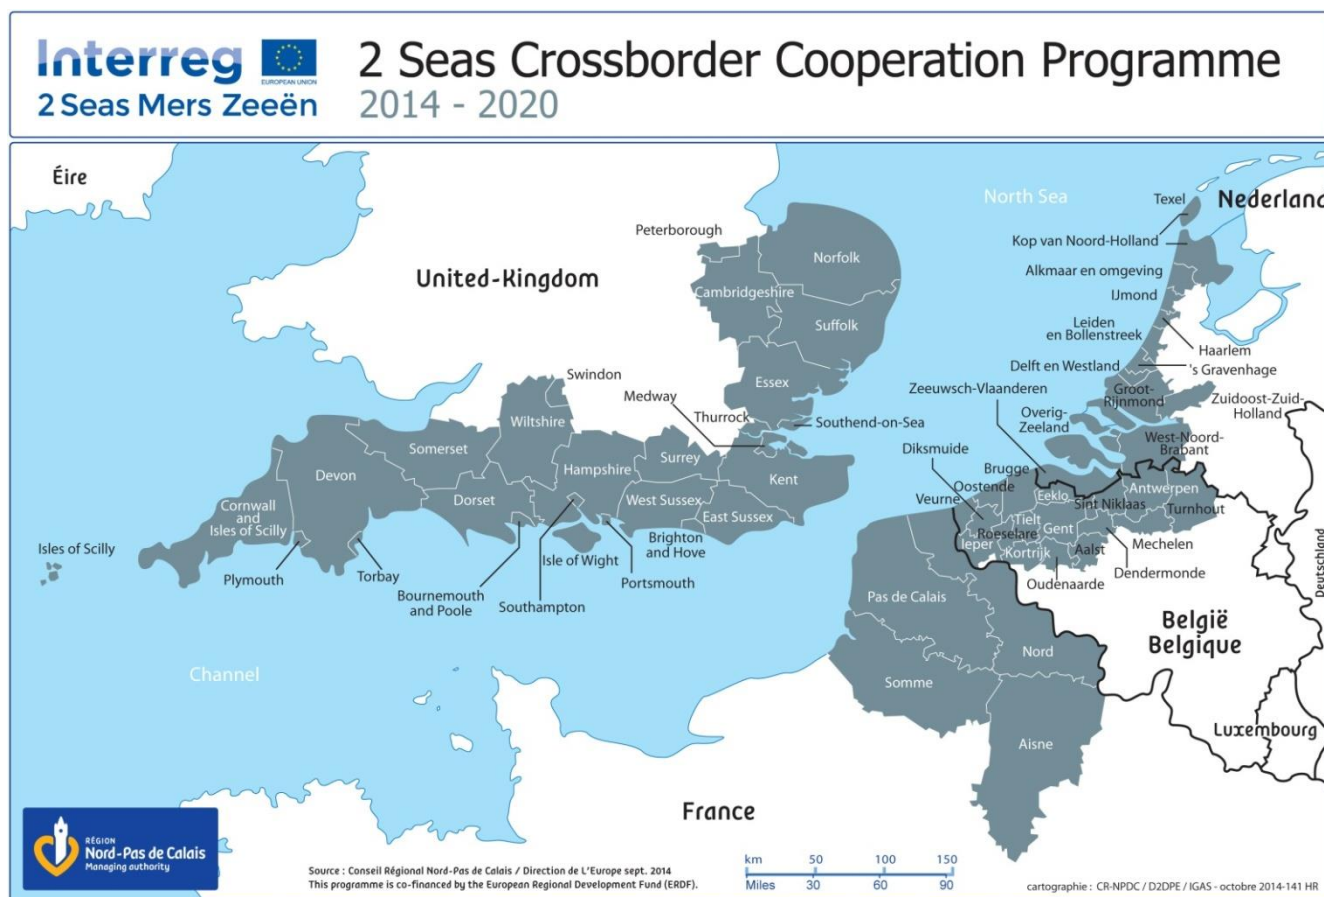 Interreg
EUROPEAN UNION
2 Seas Mers Zeeën
2 Seas Crossborder Cooperation Programme
2014 - 2020
Éire
United-Kingdom
North Sea
Nederland
Texel
Kop van Noord-Holland
Alkmaar en omgeving
IJmond
Leiden
en Bollenstreek
Haarlem
Delft en Westland
's Gravenhage
Zeeuwsch-Vlaanderen
Groot-
Rijnmond
Zuidoost-Zuid-
Holland
Overig-
Zeeland
West-Noord-
Brabant
Peterborough
Norfolk
Cambridgeshire
Suffolk
Essex
Swindon
Medway
Thurrock
Southend-on-Sea
Wiltshire
Somerset
Devon
Hampshire
Surrey
Kent
Dorset
West Sussex
East Sussex
Cornwall
and
Isles of Scilly
Isles of Scilly
Plymouth
Torbay
Bournemouth
and Poole
Southampton
Isle of Wight
Portsmouth
Brighton
and Hove
Diksmuide
Brugge
Oostende
Veurne
Eeklo
Antwerpen
Sint Niklaas
Turnhout
Tielt
Gent
Roeselare
Ieper
Kortrijk
Aalst
Mechelen
Dendermonde
Oudenaarde
Deutschland
Pas de Calais
Nord
Somme
Aisne
België
Belgique
Luxembourg
Channel
France
RÉGION
Nord-Pas de Calais
Managing authority
Source : Conseil Régional Nord-Pas de Calais / Direction de L'Europe sept. 2014
This programme is co-financed by the European Regional Development Fund (ERDF).
km 50 100 150
Miles 30 60 90
cartographie : CR-NPDC / D2DPE / IGAS - octobre 2014-141 HR